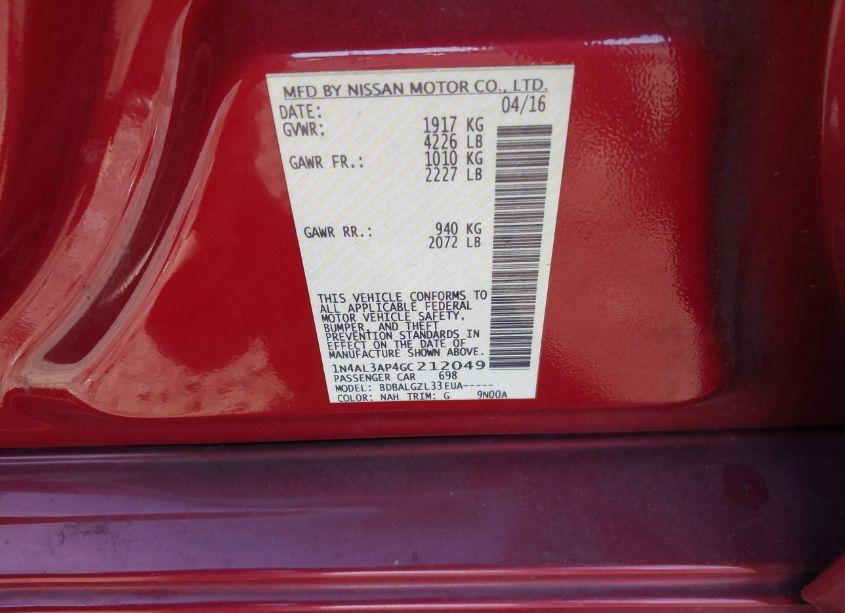 MFD BY NISSAN MOTOR CO., LTD.
DATE: 04/16
GVWR: 1917 KG
4226 LB
GAWR FR.: 1010 KG
2227 LB
GAWR RR.: 940 KG
2072 LB
THIS VEHICLE CONFORMS TO
ALL APPLICABLE FEDERAL
MOTOR VEHICLE SAFETY,
BUMPER, AND THEFT
PREVENTION STANDARDS IN
EFFECT ON THE DATE OF
MANUFACTURE SHOWN ABOVE.
1N4AL3AP4GC212049
PASSENGER CAR 698
MODEL: BDBALGZL33EUA-----
COLOR: NAH TRIM: G 9N00A